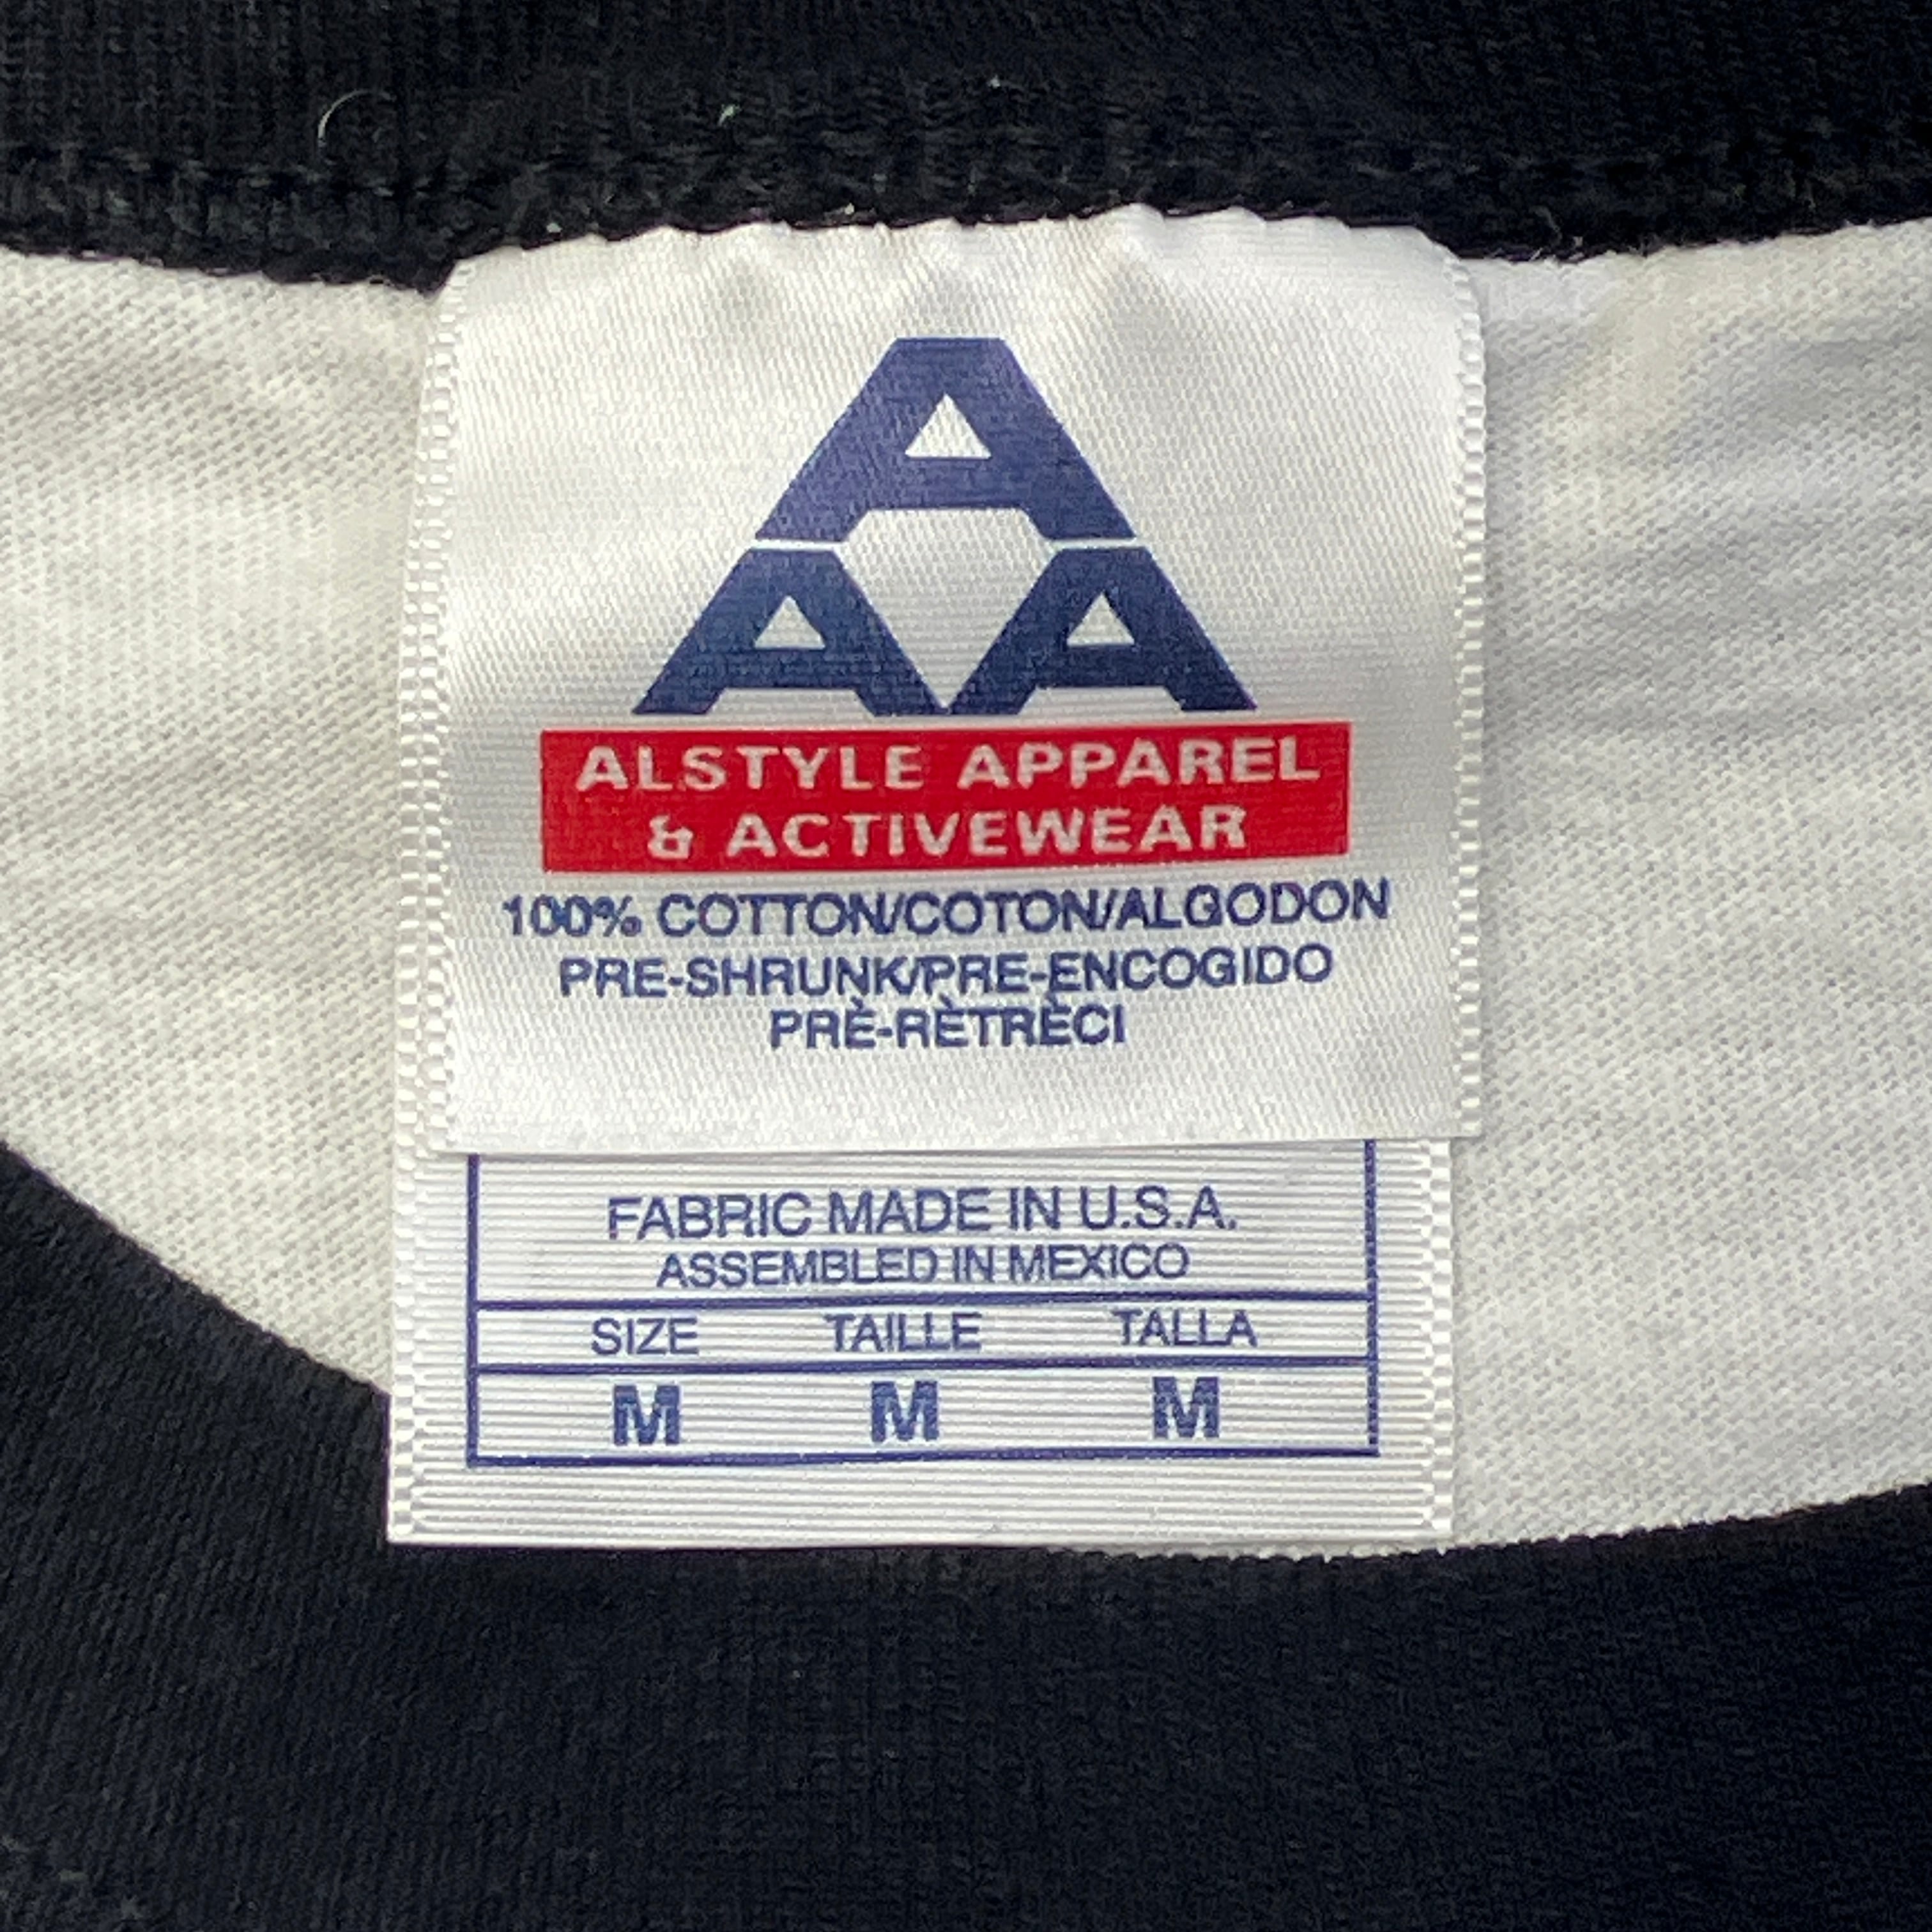 A
AA
ALSTYLE APPAREL
& ACTIVEWEAR
100% COTTON/COTON/ALGODON
PRE-SHRUNK/PRE-ENCOGIDO
PRÈ-RÈTRÈCI
FABRIC MADE IN U.S.A.
ASSEMBLED IN MEXICO
SIZE TAILLE TALLA
M M M